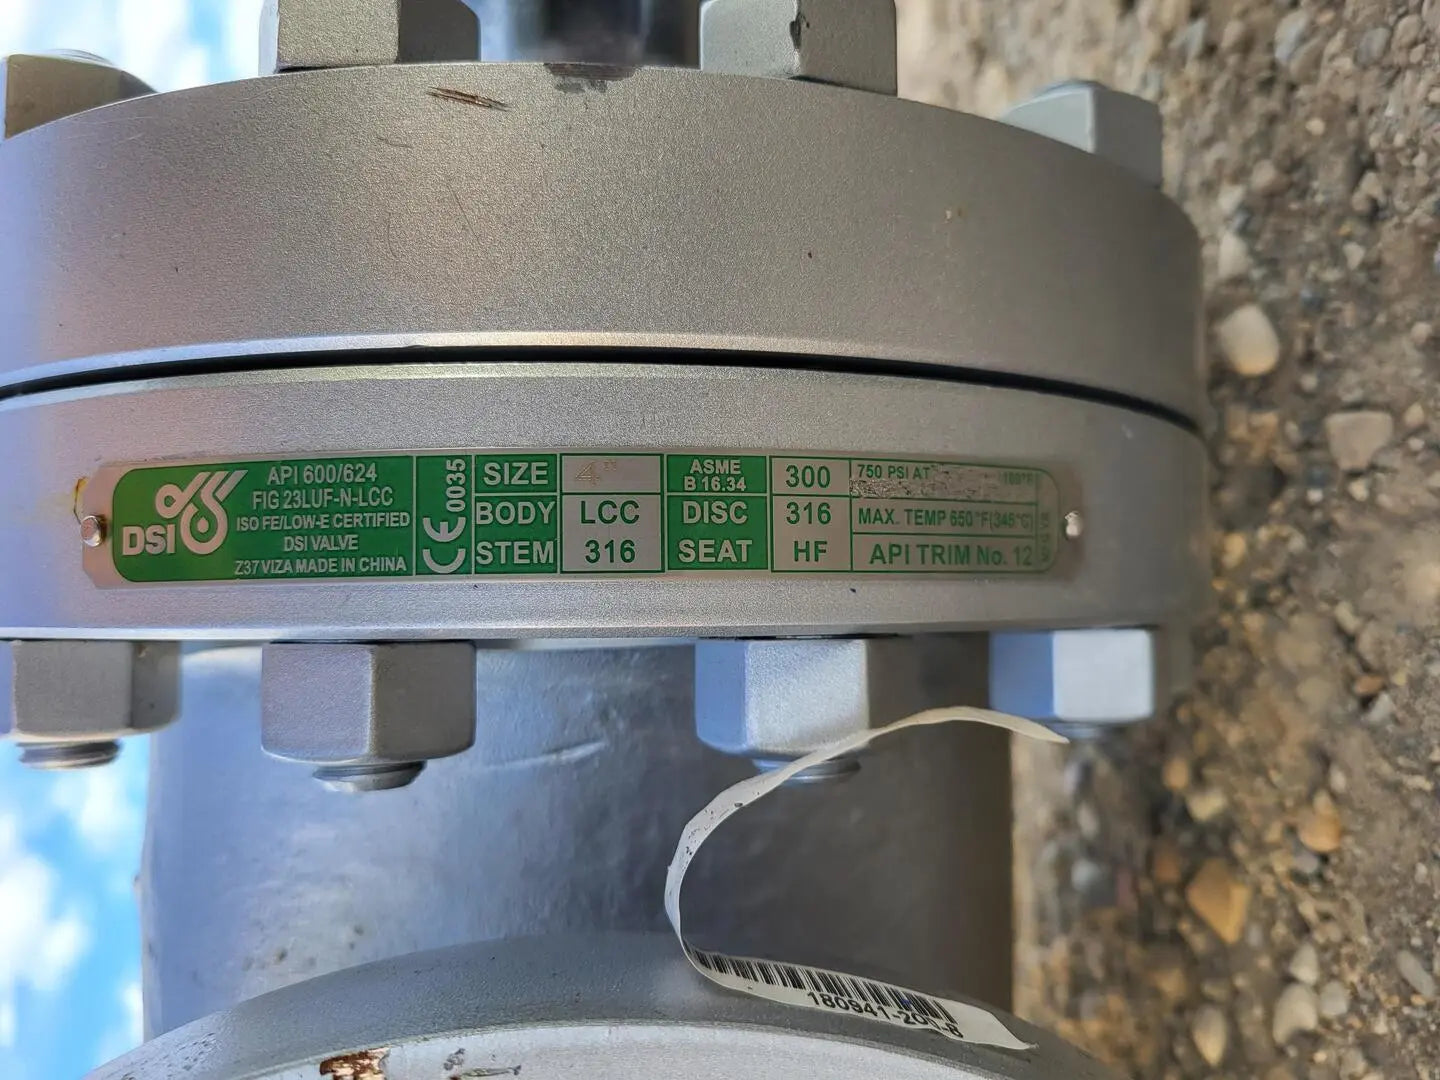 DSI
API 600/624
FIG 23LUF-N-LCC
ISO FE/LOW-E CERTIFIED
DSI VALVE
Z37 VIZA MADE IN CHINA
CE 0035
SIZE 4"
BODY LCC
STEM 316
ASME B 16.34 300
DISC 316
SEAT HF
750 PSI AT 100°F
MAX. TEMP 650°F(345°C)
API TRIM No. 12